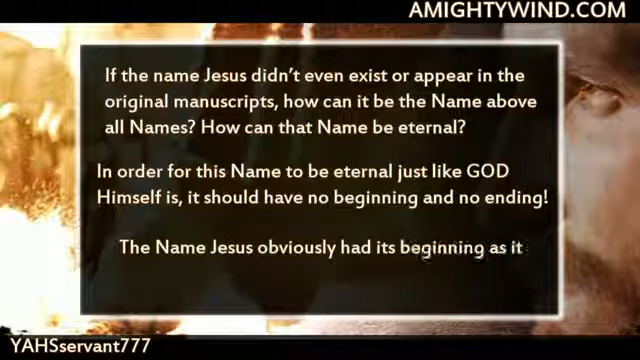 AMIGHTYWIND.COM
If the name Jesus didn't even exist or appear in the
original manuscripts, how can it be the Name above
all Names? How can that Name be eternal?
In order for this Name to be eternal just like GOD
Himself is, it should have no beginning and no ending!
The Name Jesus obviously had its beginning as it
YAHSservant777